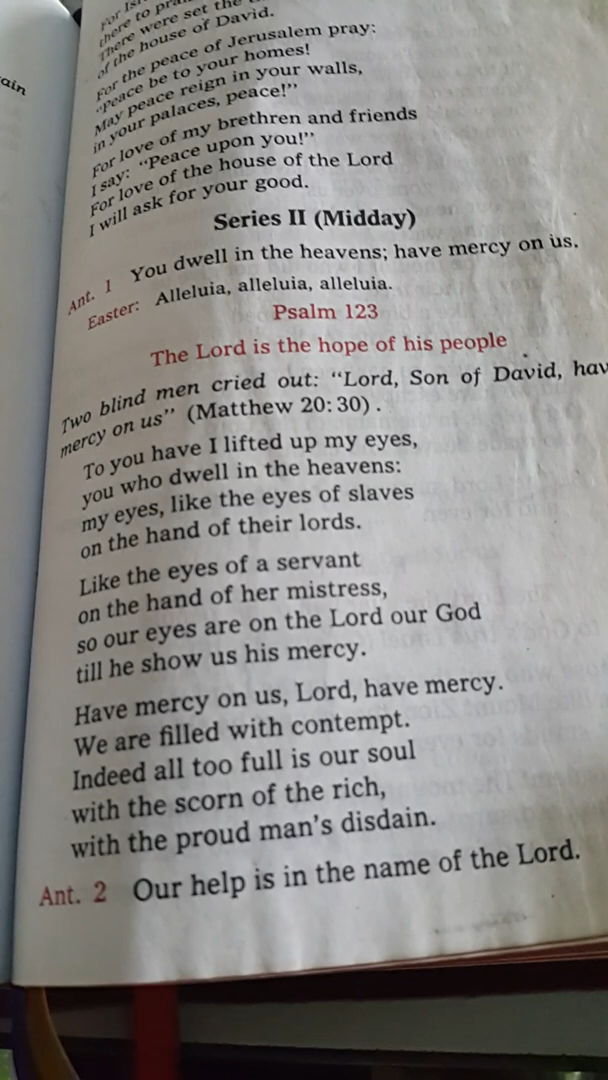 ain
For
there to
There were set the
of the house of David.
For the peace of Jerusalem pray:
"Peace be to your homes!
May peace reign in your walls,
in your palaces, peace!"
For love of my brethren and friends
I say: "Peace upon you!"
For love of the house of the Lord
I will ask for your good.
Series II (Midday)
Ant. 1 You dwell in the heavens; have mercy on us.
Easter: Alleluia, alleluia, alleluia.
Psalm 123
The Lord is the hope of his people
Two blind men cried out: "Lord, Son of David, hav
mercy on us" (Matthew 20:30).
To you have I lifted up my eyes,
you who dwell in the heavens:
my eyes, like the eyes of slaves
on the hand of their lords.
Like the eyes of a servant
on the hand of her mistress,
so our eyes are on the Lord our God
till he show us his mercy.
Have mercy on us, Lord, have mercy.
We are filled with contempt.
Indeed all too full is our soul
with the scorn of the rich,
with the proud man's disdain.
Ant. 2 Our help is in the name of the Lord.